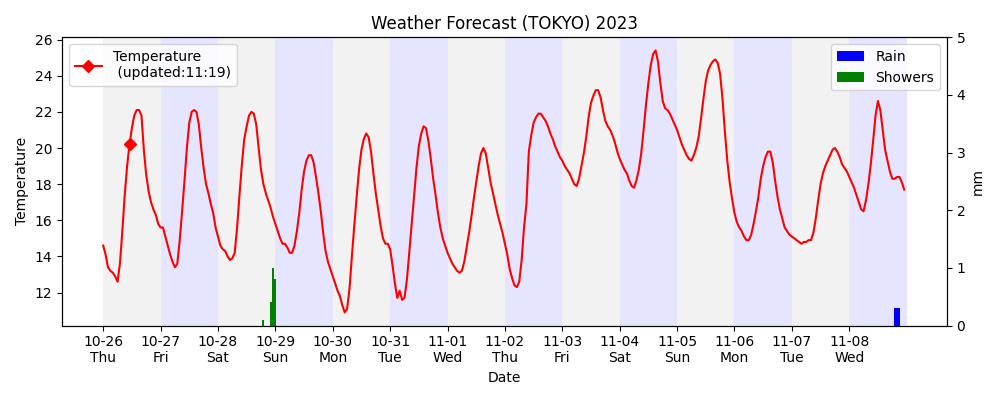 Weather Forecast (TOKYO) 2023
Temperature
(updated:11:19)
Rain
Showers
Temperature
26
24
22
20
18
16
14
12
5
4
3
2
1
0
mm
10-26 10-27 10-28 10-29 10-30 10-31 11-01 11-02 11-03 11-04 11-05 11-06 11-07 11-08
Thu Fri Sat Sun Mon Tue Wed Thu Fri Sat Sun Mon Tue Wed
Date